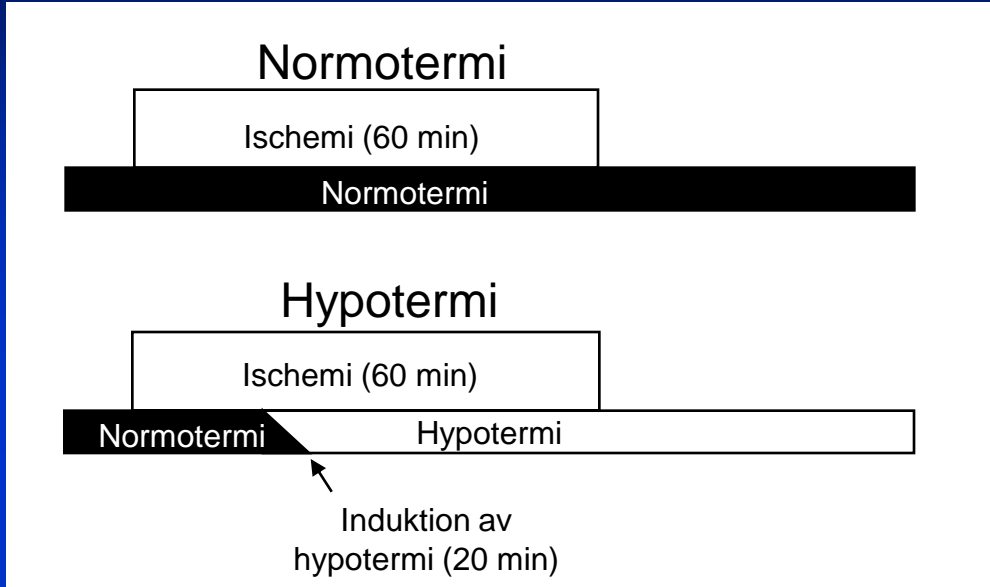 Normotermi
Ischemi (60 min)
Normotermi
Hypotermi
Ischemi (60 min)
Normotermi
Hypotermi
Induktion av
hypotermi (20 min)